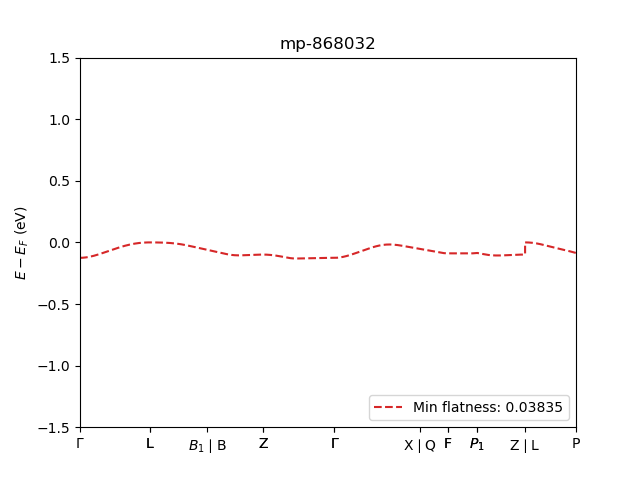 mp-868032
1.5
1.0
0.5
0.0
−0.5
−1.0
−1.5
E − E_F (eV)
Min flatness: 0.03835
Γ L B₁ | B Z Γ X | Q F P₁ Z | L P